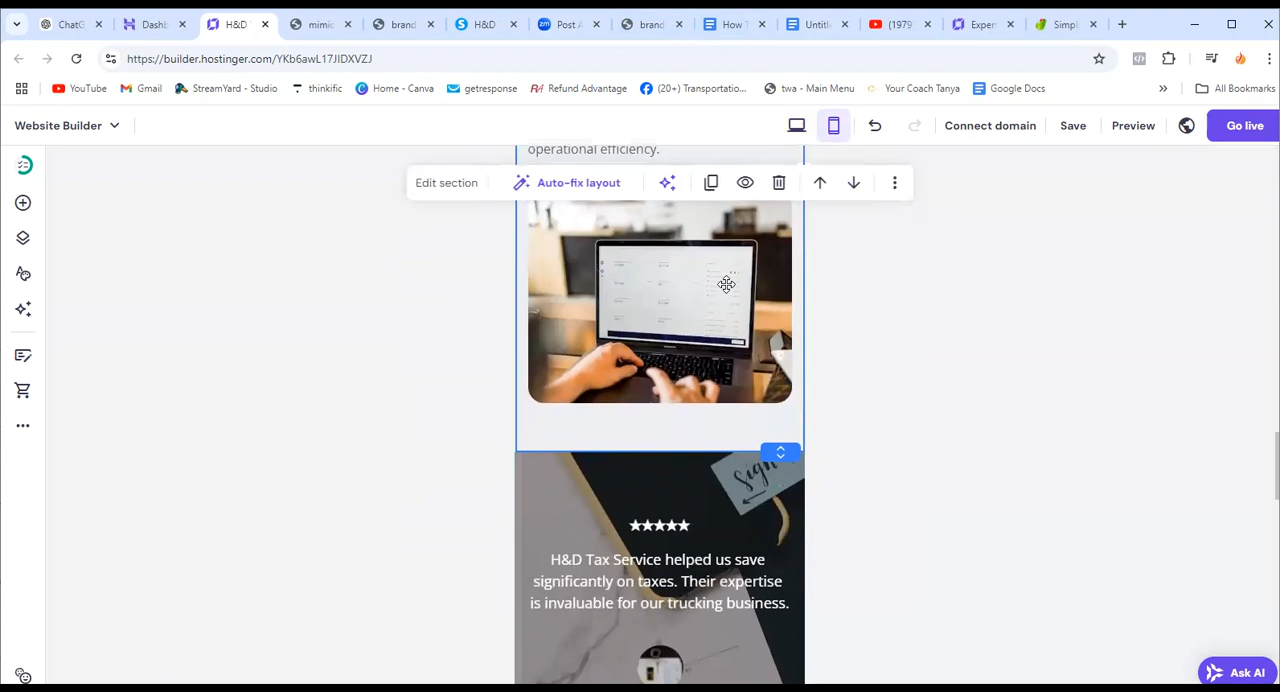 ChatG
Dashb
H&D
mimic
brand
H&D
Post A
brand
How T
Untitl
(1979
Exper
Simpl
https://builder.hostinger.com/YKb6awL17JIDXVZJ
YouTube
Gmail
StreamYard - Studio
thinkific
Home - Canva
getresponse
Refund Advantage
(20+) Transportatio...
twa - Main Menu
Your Coach Tanya
Google Docs
All Bookmarks
Website Builder
Connect domain
Save
Preview
Go live
operational efficiency.
Edit section
Auto-fix layout
Sign
★★★★★
H&D Tax Service helped us save
significantly on taxes. Their expertise
is invaluable for our trucking business.
Ask AI